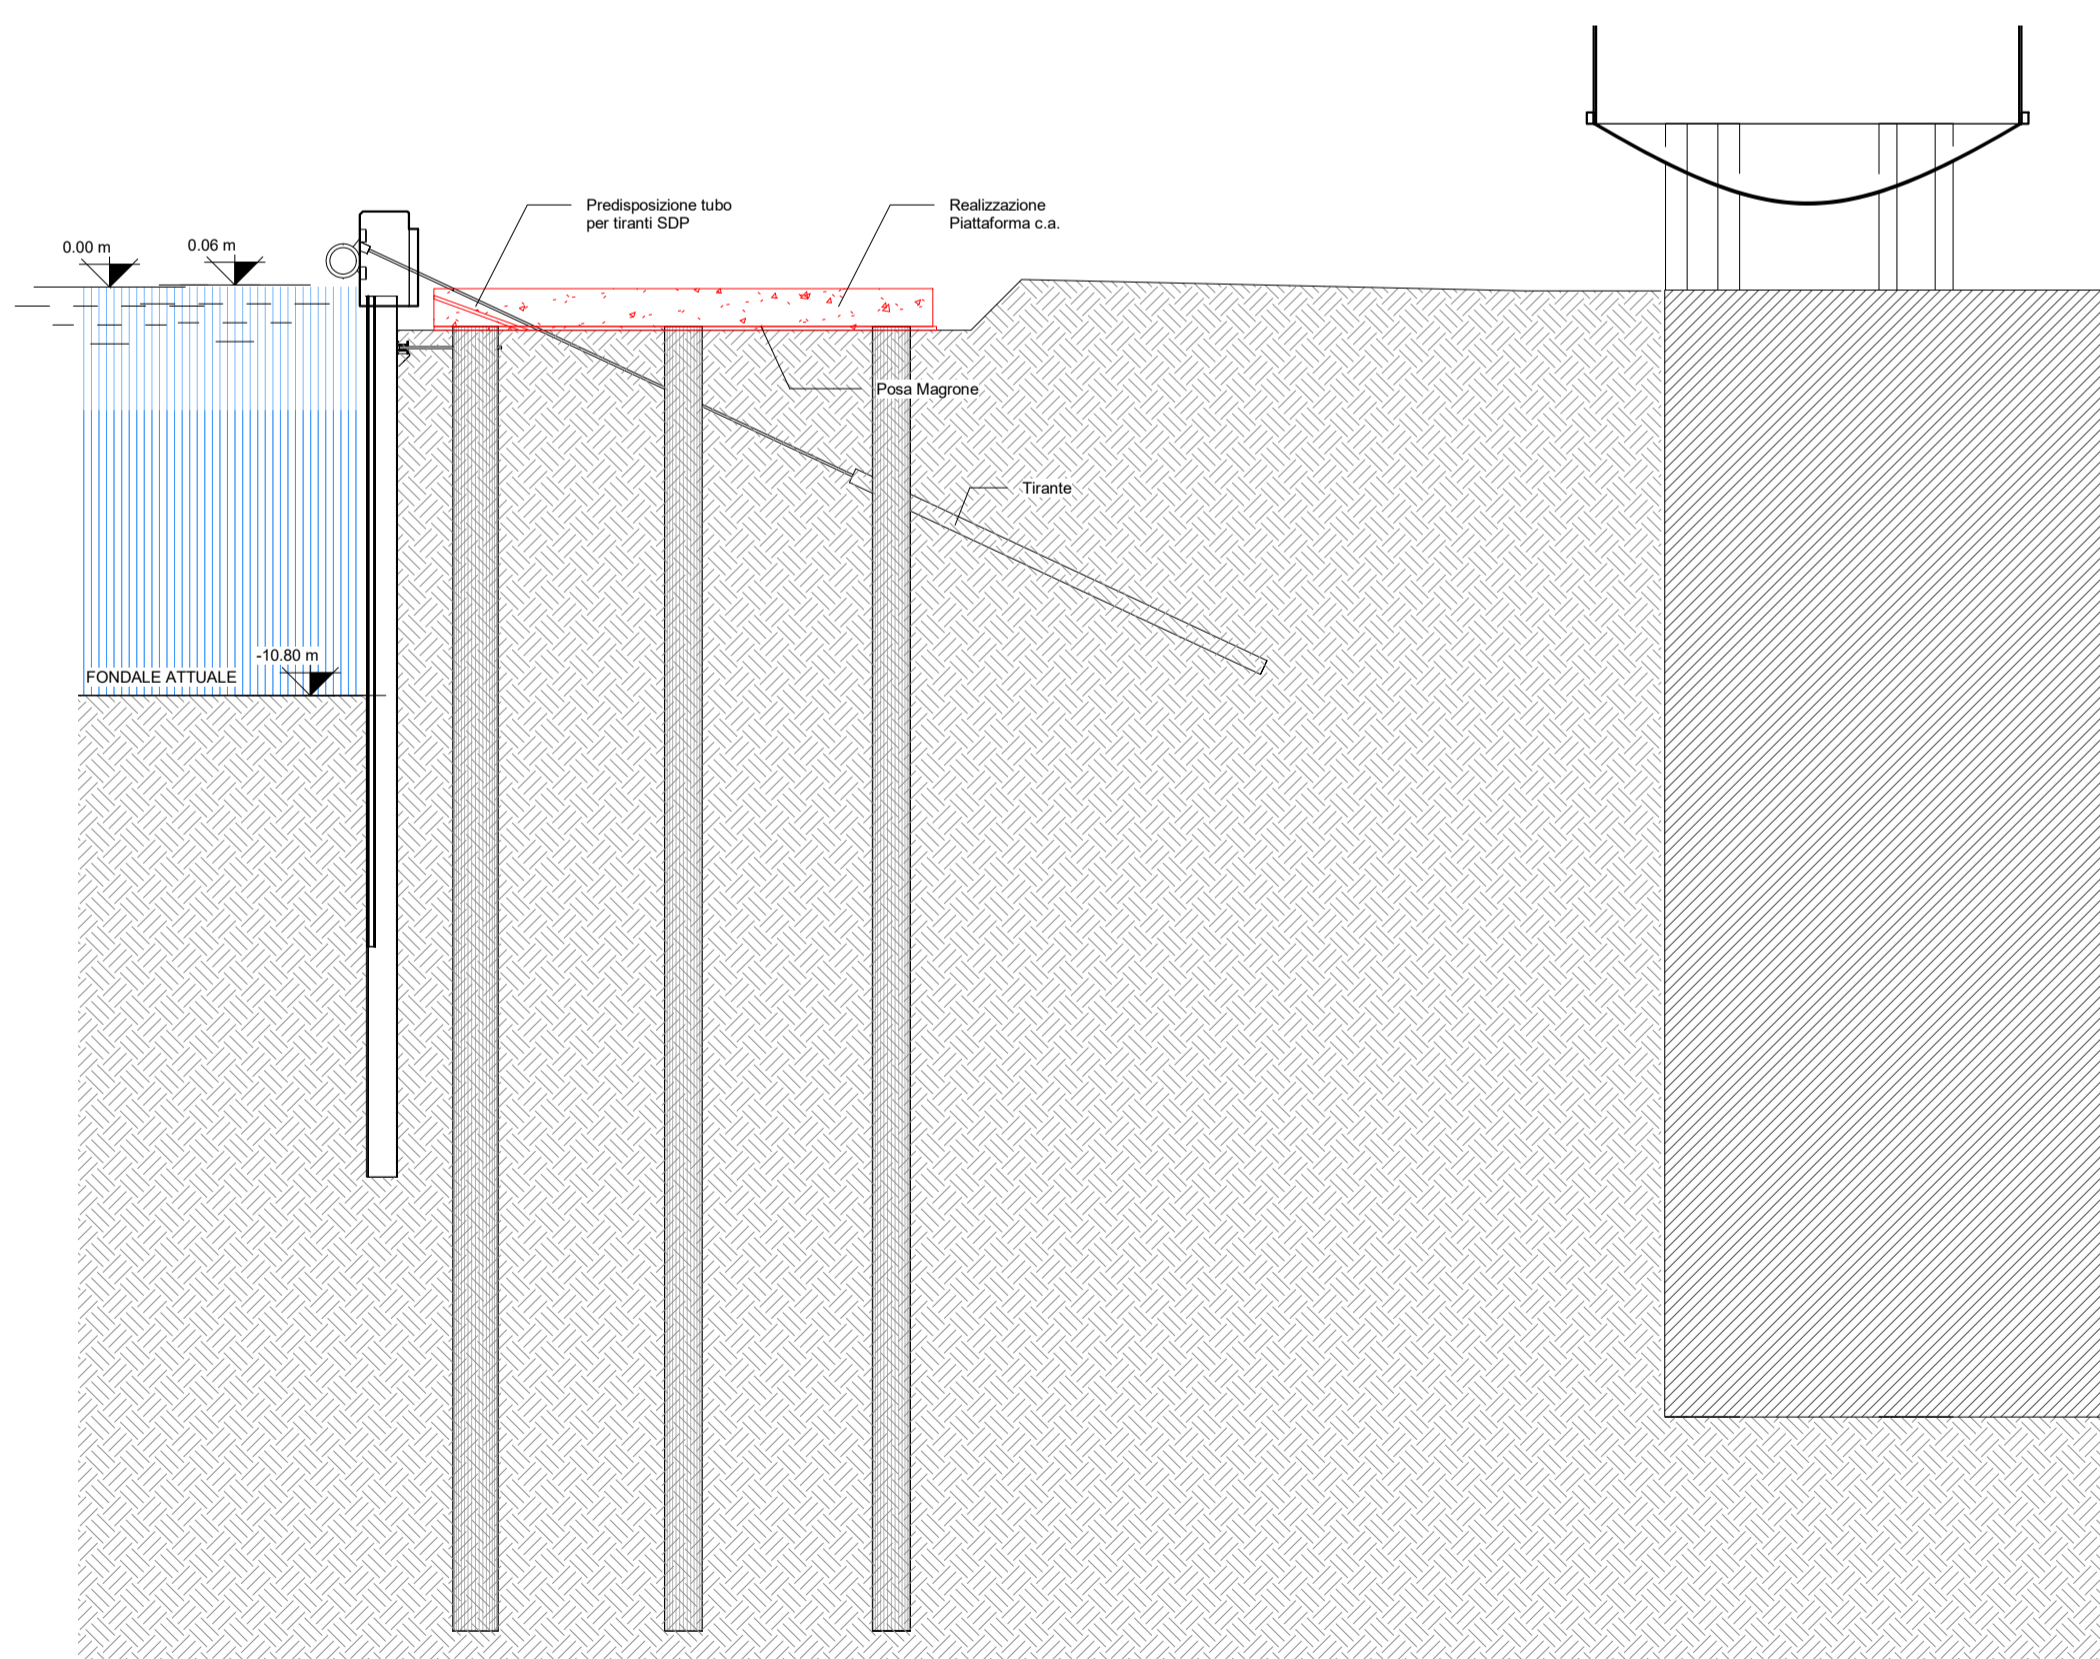 Predisposizione tubo
per tiranti SDP
Realizzazione
Piattaforma c.a.
0.00 m
0.06 m
Posa Magrone
Tirante
-10.80 m
FONDALE ATTUALE